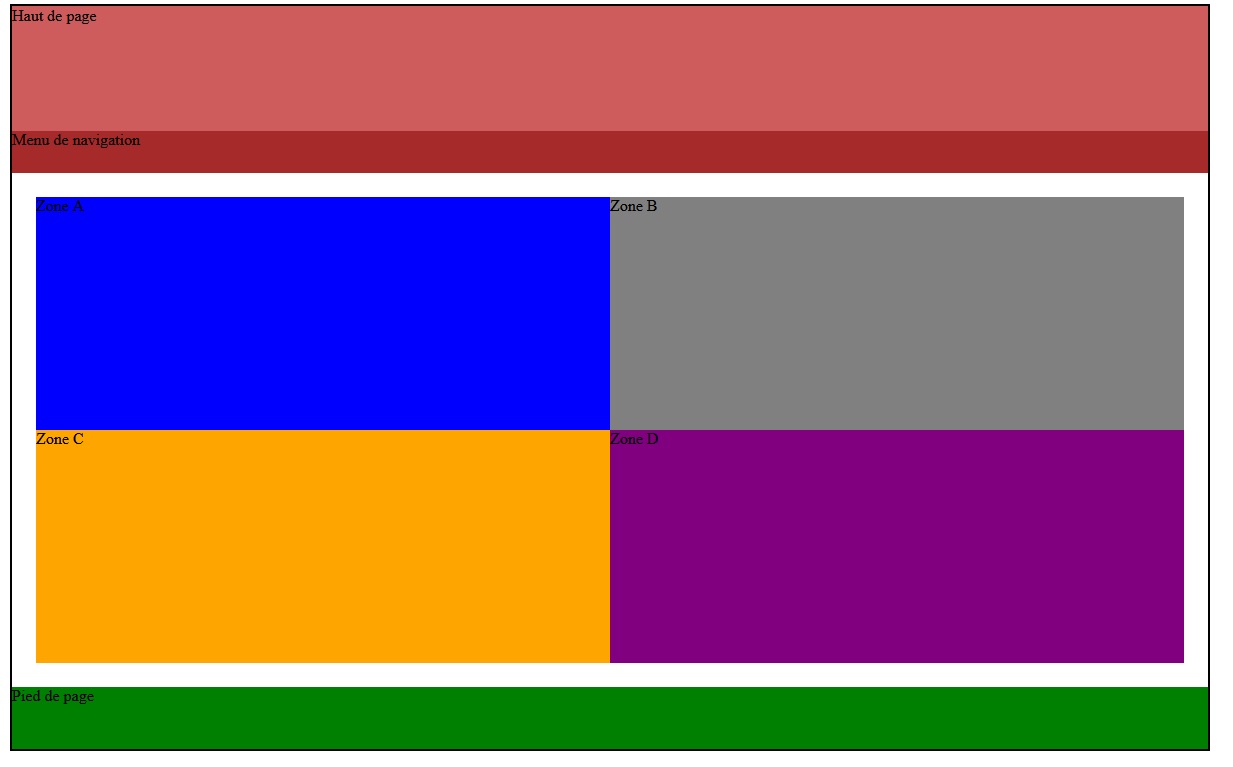 Haut de page
Menu de navigation
Zone A
Zone B
Zone C
Zone D
Pied de page